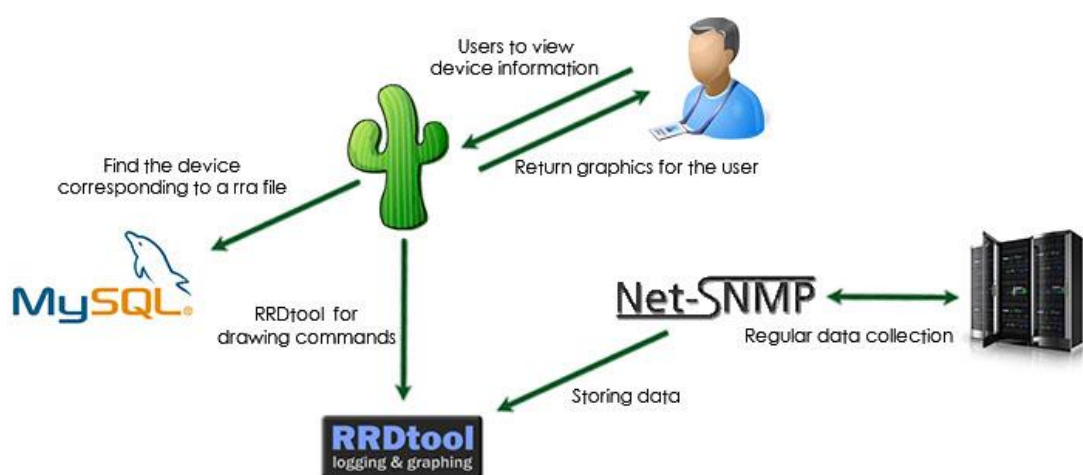 Users to view
device information
Find the device
corresponding to a rra file
Return graphics for the user
MySQL®
RRDtool for
drawing commands
Net-SNMP
Regular data collection
Storing data
RRDtool
logging & graphing